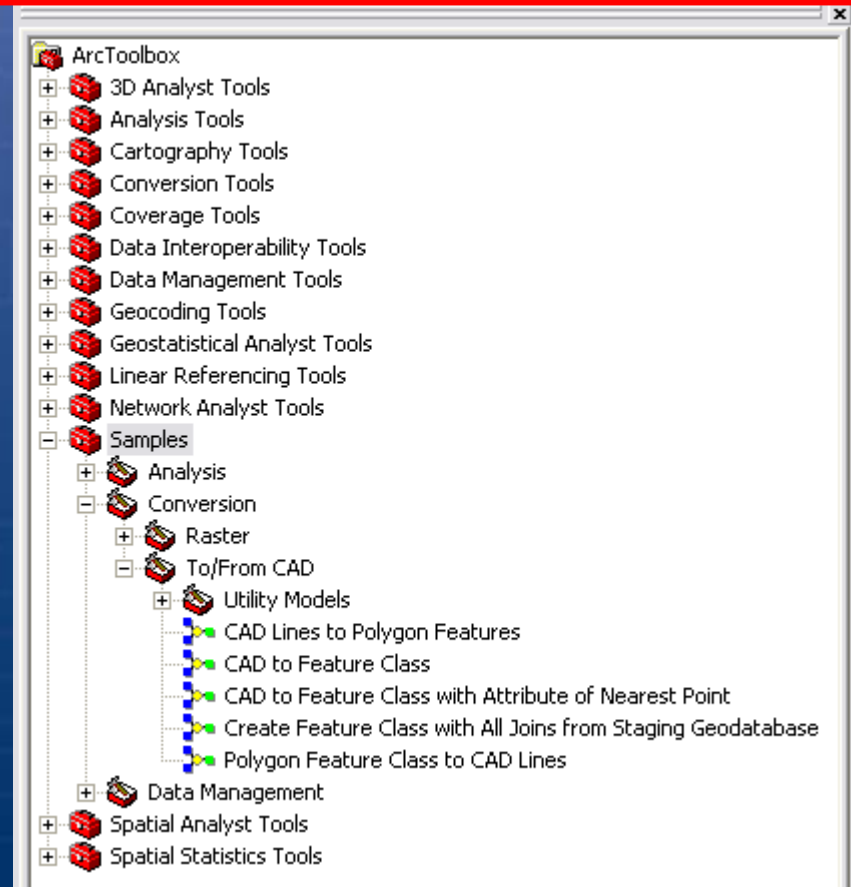 ArcToolbox
3D Analyst Tools
Analysis Tools
Cartography Tools
Conversion Tools
Coverage Tools
Data Interoperability Tools
Data Management Tools
Geocoding Tools
Geostatistical Analyst Tools
Linear Referencing Tools
Network Analyst Tools
Samples
Analysis
Conversion
Raster
To/From CAD
Utility Models
CAD Lines to Polygon Features
CAD to Feature Class
CAD to Feature Class with Attribute of Nearest Point
Create Feature Class with All Joins from Staging Geodatabase
Polygon Feature Class to CAD Lines
Data Management
Spatial Analyst Tools
Spatial Statistics Tools